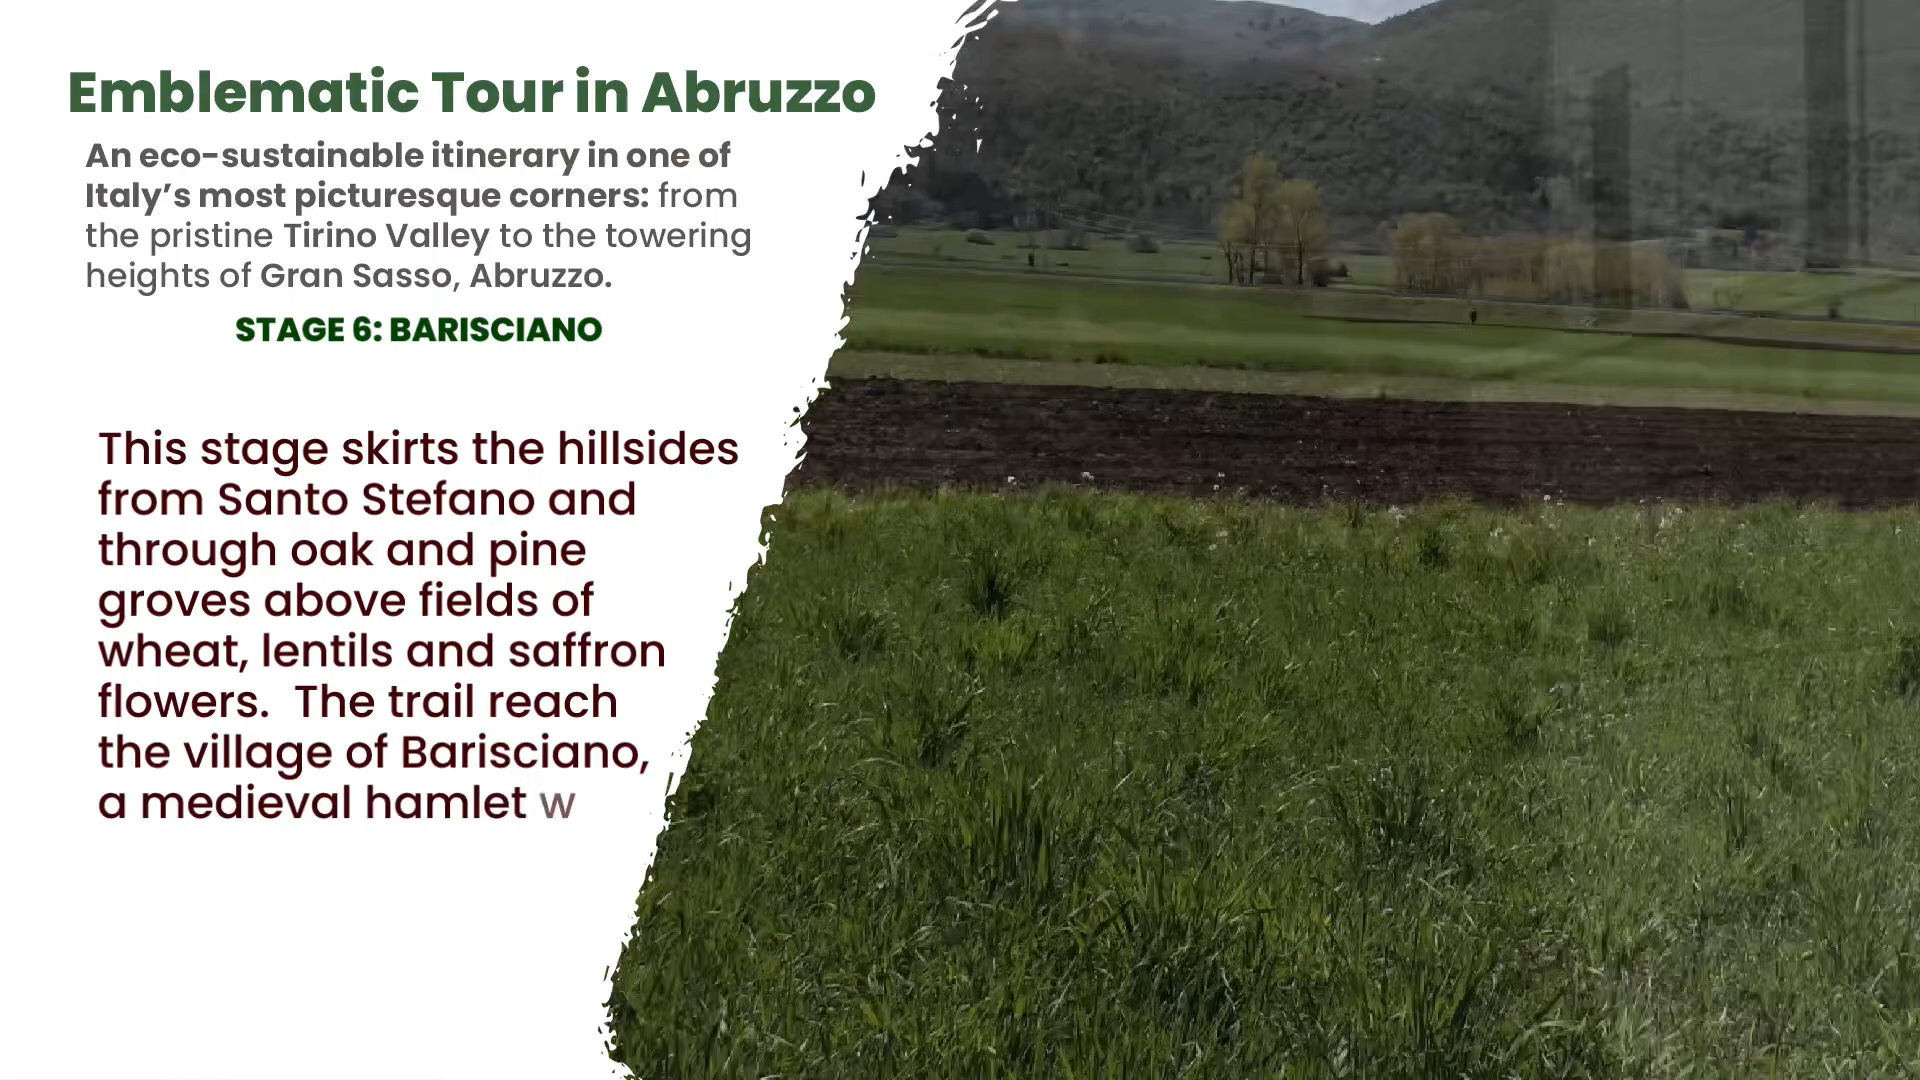 Emblematic Tour in Abruzzo
An eco-sustainable itinerary in one of
Italy’s most picturesque corners: from
the pristine Tirino Valley to the towering
heights of Gran Sasso, Abruzzo.
STAGE 6: BARISCIANO
This stage skirts the hillsides
from Santo Stefano and
through oak and pine
groves above fields of
wheat, lentils and saffron
flowers.  The trail reach
the village of Barisciano,
a medieval hamlet w